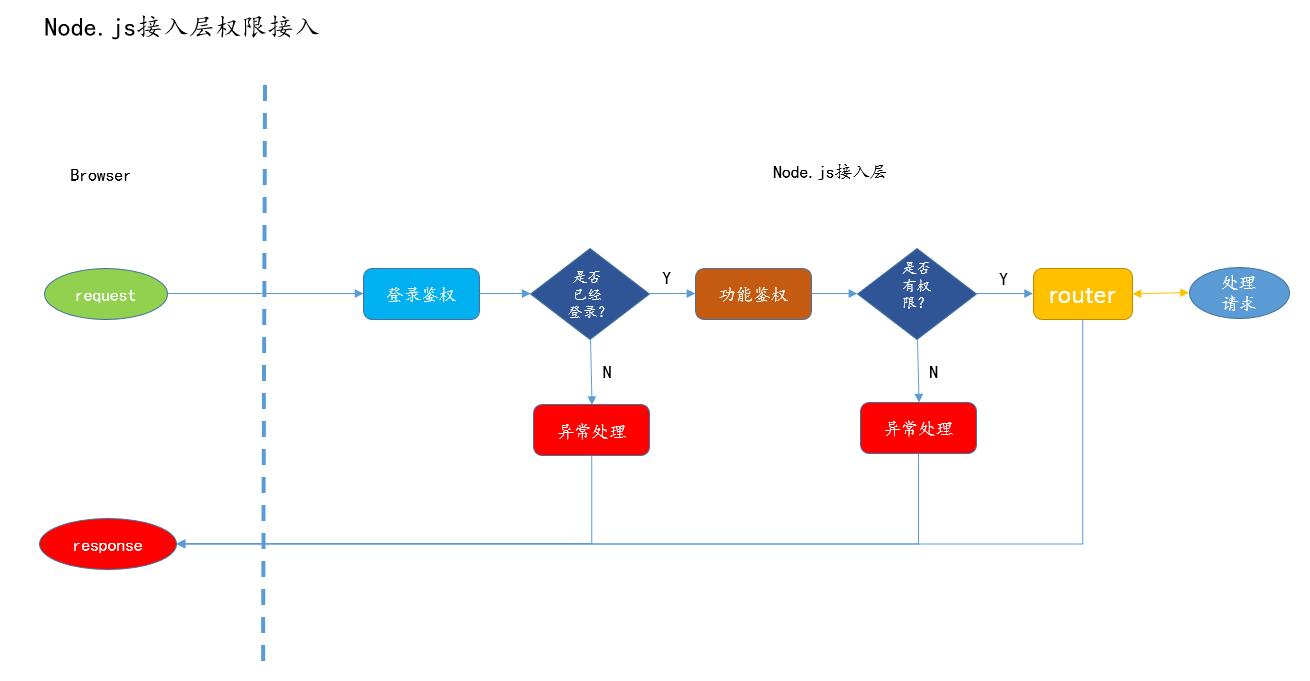 Node.js接入层权限接入
Browser
Node.js接入层
request
登录鉴权
是否
已经
登录?
Y
功能鉴权
是否
有权
限?
Y
router
处理
请求
N
N
异常处理
异常处理
response